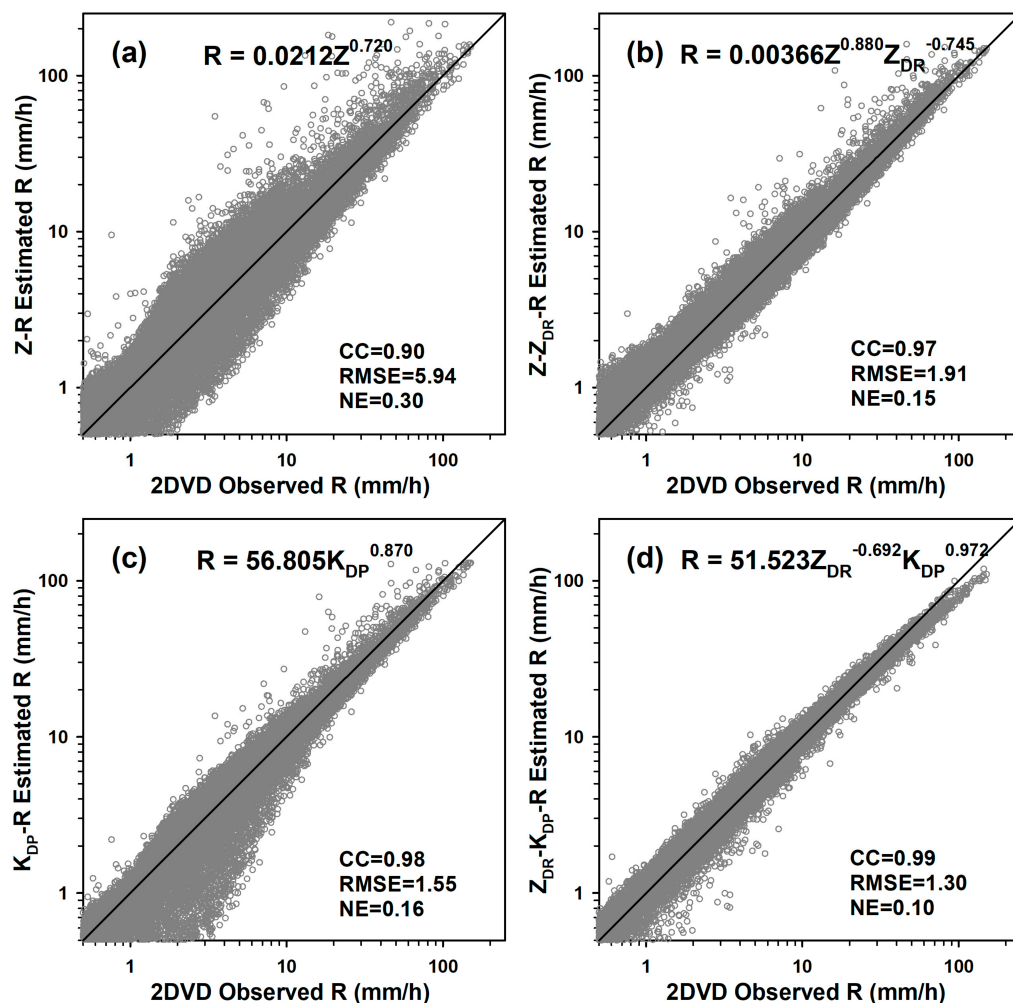 (a) R = 0.0212Z^0.720
100
10
1
Z-R Estimated R (mm/h)
CC=0.90
RMSE=5.94
NE=0.30
1 10 100
2DVD Observed R (mm/h)
(b) R = 0.00366Z^0.880 Z_DR^-0.745
100
10
1
Z-Z_DR-R Estimated R (mm/h)
CC=0.97
RMSE=1.91
NE=0.15
1 10 100
2DVD Observed R (mm/h)
(c) R = 56.805K_DP^0.870
100
10
1
K_DP-R Estimated R (mm/h)
CC=0.98
RMSE=1.55
NE=0.16
1 10 100
2DVD Observed R (mm/h)
(d) R = 51.523Z_DR^-0.692 K_DP^0.972
100
10
1
Z_DR-K_DP-R Estimated R (mm/h)
CC=0.99
RMSE=1.30
NE=0.10
1 10 100
2DVD Observed R (mm/h)